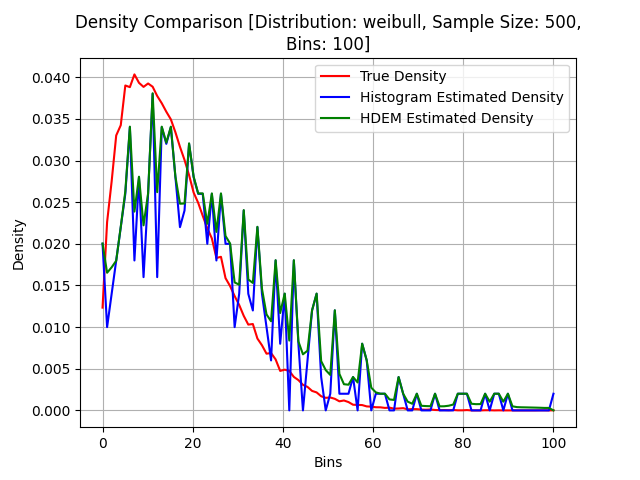 Density Comparison [Distribution: weibull, Sample Size: 500,
Bins: 100]
True Density
Histogram Estimated Density
HDEM Estimated Density
Density
0.040
0.035
0.030
0.025
0.020
0.015
0.010
0.005
0.000
0 20 40 60 80 100
Bins